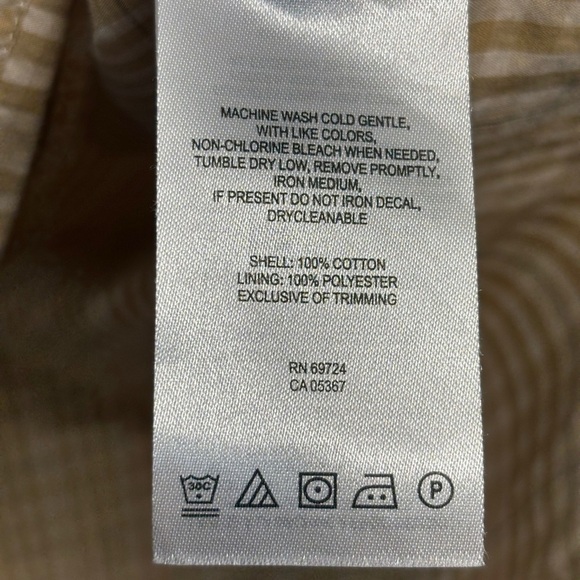 MACHINE WASH COLD GENTLE,
WITH LIKE COLORS,
NON-CHLORINE BLEACH WHEN NEEDED,
TUMBLE DRY LOW, REMOVE PROMPTLY,
IRON MEDIUM,
IF PRESENT DO NOT IRON DECAL,
DRYCLEANABLE
SHELL: 100% COTTON
LINING: 100% POLYESTER
EXCLUSIVE OF TRIMMING
RN 69724
CA 05367
30C P